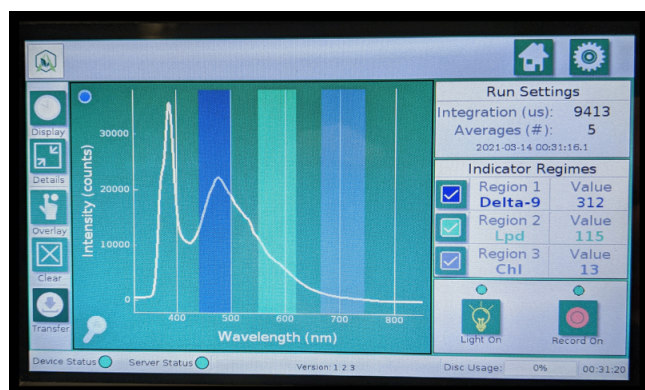 Display
Details
Overlay
Clear
Transfer
Intensity (counts)
30000
20000
10000
0
400 500 600 700 800
Wavelength (nm)
Run Settings
Integration (us): 9413
Averages (#): 5
2021-03-14 00:31:16.1
Indicator Regimes
Region 1 Value
Delta-9 312
Region 2 Value
Lpd 115
Region 3 Value
Chl 13
Light On
Record On
Device Status
Server Status
Version: 1 2 3
Disc Usage: 0% 00:31:20